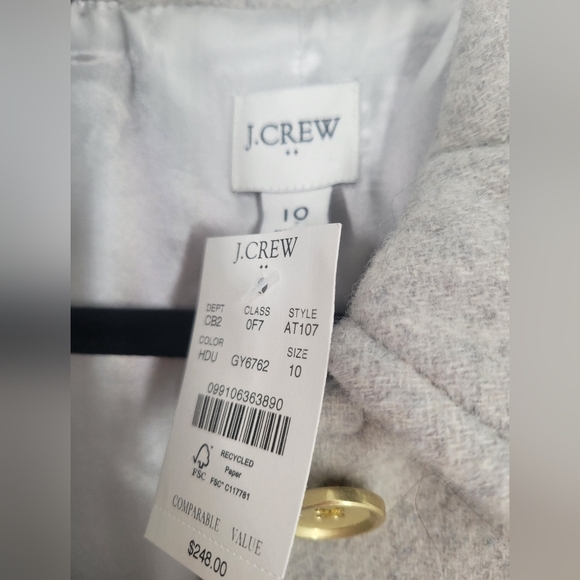 J.CREW
10
J.CREW
DEPT CLASS STYLE
CB2 0F7 AT107
COLOR SIZE
HDU GY6762 10
099106363890
RECYCLED
Paper
FSC
FSC® C117781
COMPARABLE VALUE
$248.00